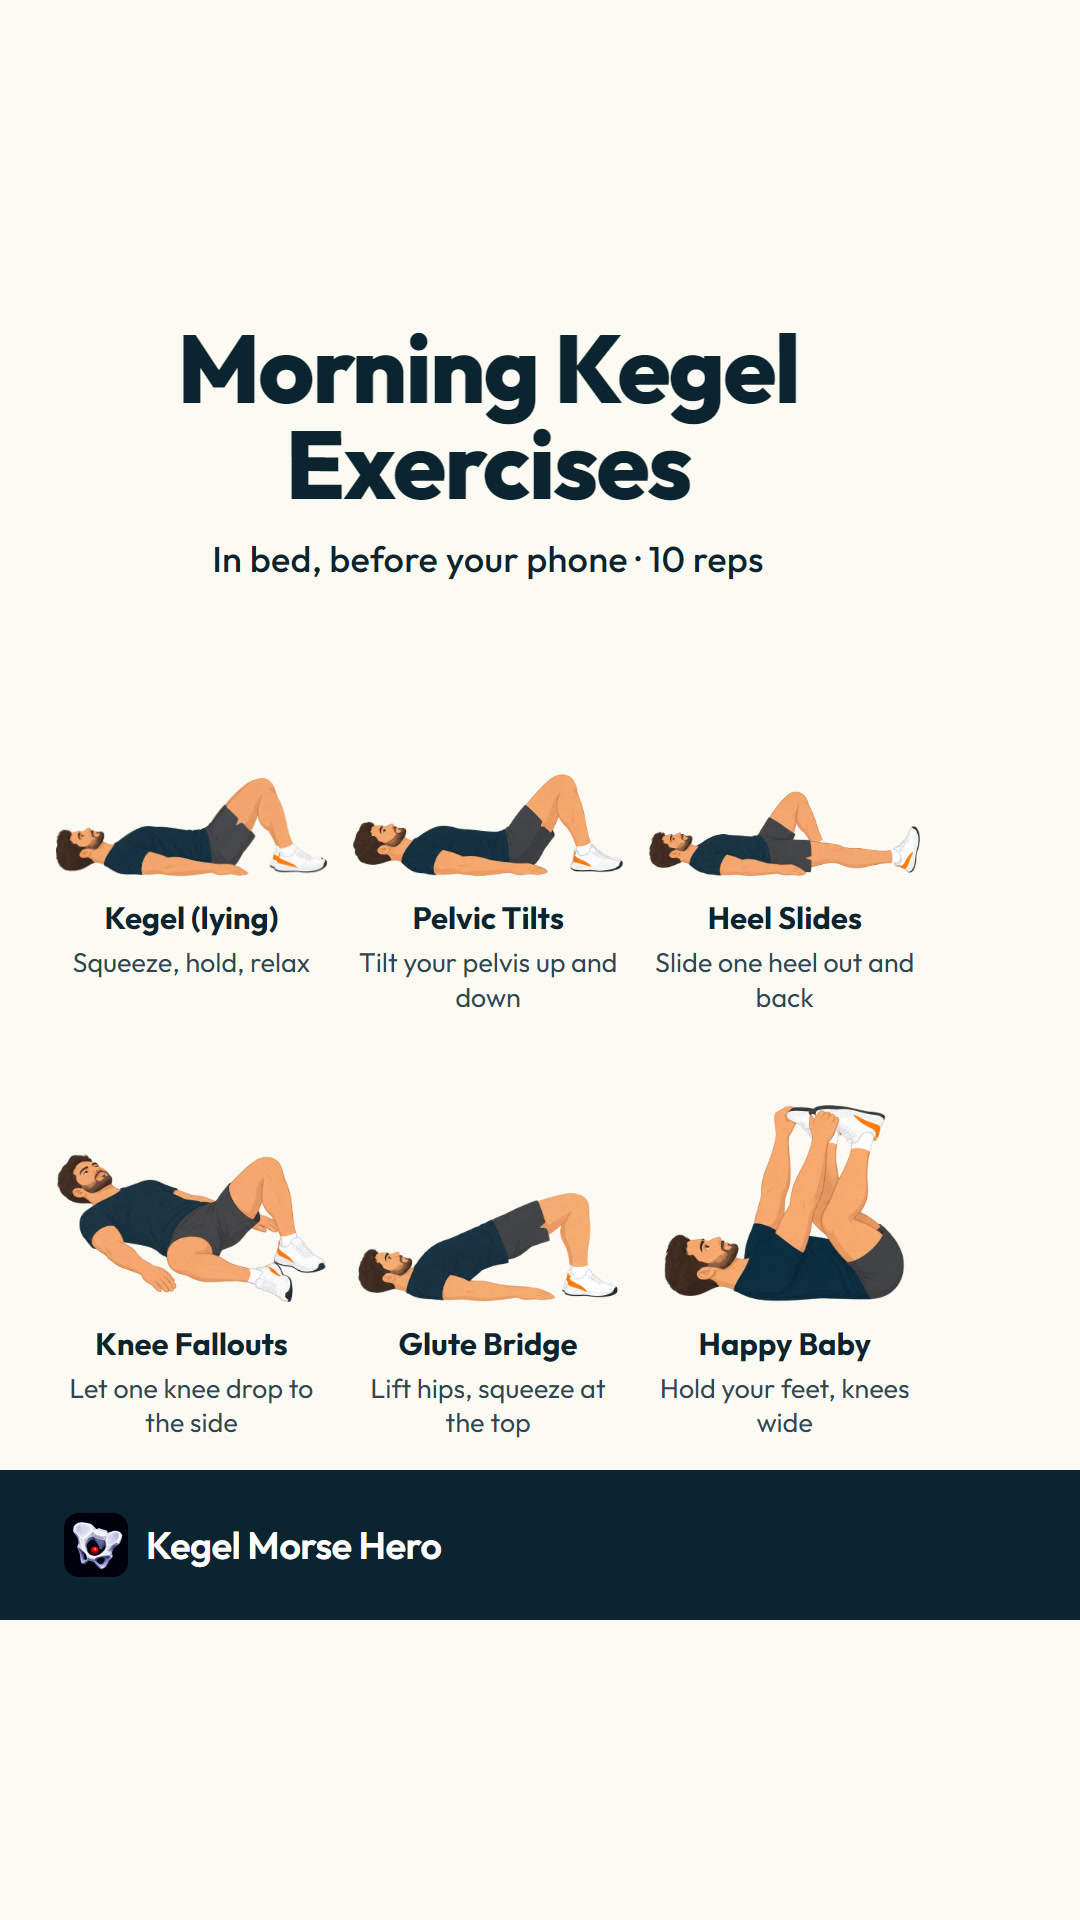 Morning Kegel
Exercises
In bed, before your phone · 10 reps
Kegel (lying)
Squeeze, hold, relax
Pelvic Tilts
Tilt your pelvis up and
down
Heel Slides
Slide one heel out and
back
Knee Fallouts
Let one knee drop to
the side
Glute Bridge
Lift hips, squeeze at
the top
Happy Baby
Hold your feet, knees
wide
Kegel Morse Hero